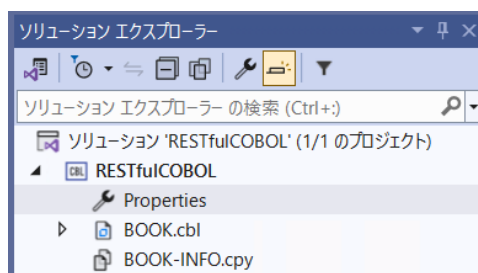 ソリューション エクスプローラー
ソリューション エクスプローラー の検索 (Ctrl+:)
ソリューション 'RESTfulCOBOL' (1/1 のプロジェクト)
CBL RESTfulCOBOL
Properties
BOOK.cbl
BOOK-INFO.cpy